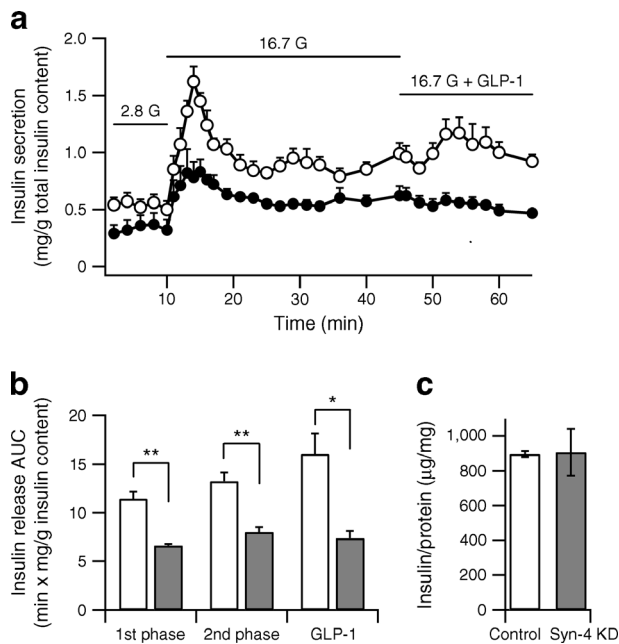 a
Insulin secretion
(mg/g total insulin content)
2.0
1.5
1.0
0.5
0
2.8 G
16.7 G
16.7 G + GLP-1
10
20
30
40
50
60
Time (min)
b
Insulin release AUC
(min x mg/g insulin content)
20
15
10
5
0
**
**
*
1st phase
2nd phase
GLP-1
c
Insulin/protein (μg/mg)
1,000
800
600
400
200
0
Control
Syn-4 KD